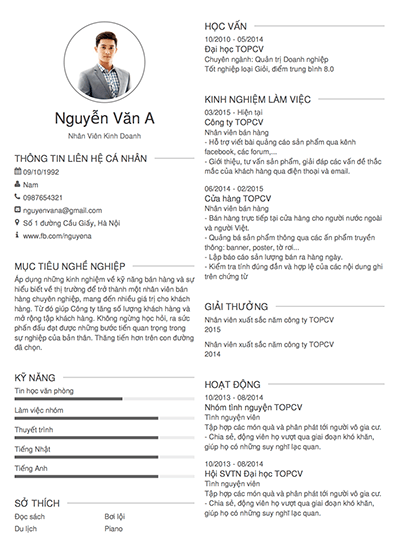 Nguyễn Văn A
Nhân Viên Kinh Doanh
THÔNG TIN LIÊN HỆ CÁ NHÂN
09/10/1992
Nam
0987654321
nguyenvana@gmail.com
Số 1 đường Cầu Giấy, Hà Nội
www.fb.com/nguyena
MỤC TIÊU NGHỀ NGHIỆP
Áp dụng những kinh nghiệm về kỹ năng bán hàng và sự
hiểu biết về thị trường để trở thành một nhân viên bán
hàng chuyên nghiệp, mang đến nhiều giá trị cho khách
hàng. Từ đó giúp Công ty tăng số lượng khách hàng và
mở rộng tập khách hàng. Không ngừng học hỏi, ra sức
phấn đấu đạt được những bước tiến quan trọng trong
sự nghiệp của bản thân. Thăng tiến hơn trên con đường
đã chọn.
KỸ NĂNG
Tin học văn phòng
Làm việc nhóm
Thuyết trình
Tiếng Nhật
Tiếng Anh
SỞ THÍCH
Đọc sách Bơi lội
Du lịch Piano
HỌC VẤN
10/2010 - 05/2014
Đại học TOPCV
Chuyên ngành: Quản trị Doanh nghiệp
Tốt nghiệp loại Giỏi, điểm trung bình 8.0
KINH NGHIỆM LÀM VIỆC
03/2015 - Hiện tại
Công ty TOPCV
Nhân viên bán hàng
- Hỗ trợ viết bài quảng cáo sản phẩm qua kênh
facebook, các forum,...
- Giới thiệu, tư vấn sản phẩm, giải đáp các vấn đề thắc
mắc của khách hàng qua điện thoại và email.
06/2014 - 02/2015
Cửa hàng TOPCV
Nhân viên bán hàng
- Bán hàng trực tiếp tại cửa hàng cho người nước ngoài
và người Việt.
- Quảng bá sản phẩm thông qua các ấn phẩm truyền
thông: banner, poster, tờ rơi...
- Lập báo cáo sản lượng bán ra hàng ngày.
- Kiểm tra tính đúng đắn và hợp lệ của các nội dung ghi
trên chứng từ
GIẢI THƯỞNG
Nhân viên xuất sắc năm công ty TOPCV
2015
Nhân viên xuất sắc năm công ty TOPCV
2014
HOẠT ĐỘNG
10/2013 - 08/2014
Nhóm tình nguyện TOPCV
Tình nguyện viên
Tập hợp các món quà và phân phát tới người vô gia cư.
- Chia sẻ, động viên họ vượt qua giai đoạn khó khăn,
giúp họ có những suy nghĩ lạc quan.
10/2013 - 08/2014
Hội SVTN Đại học TOPCV
Tình nguyện viên
Tập hợp các món quà và phân phát tới người vô gia cư.
- Chia sẻ, động viên họ vượt qua giai đoạn khó khăn,
giúp họ có những suy nghĩ lạc quan.